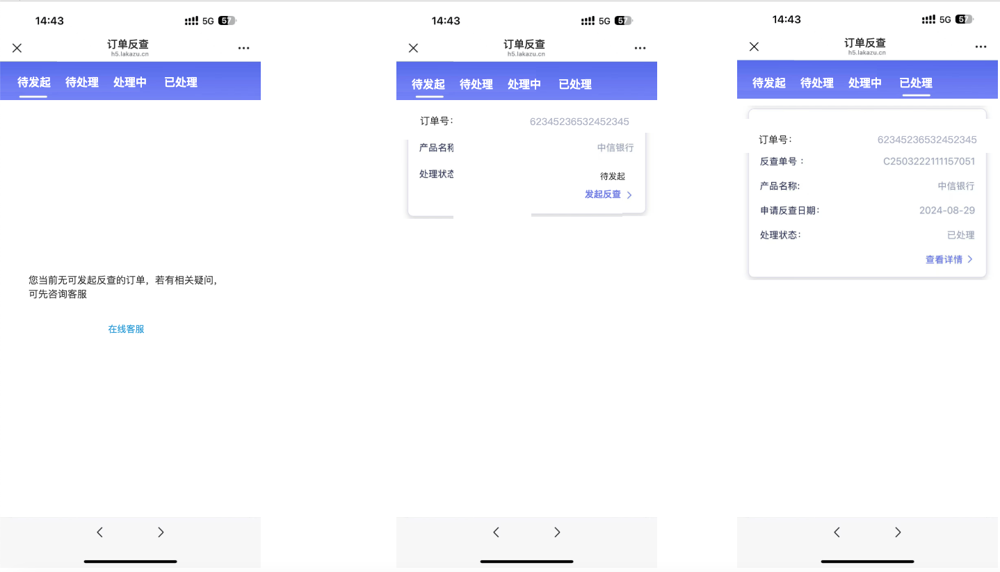 14:43
5G 57
订单反查
h5.lakazu.cn
待发起 待处理 处理中 已处理
您当前无可发起反查的订单，若有相关疑问，
可先咨询客服
在线客服
14:43
5G 57
订单反查
h5.lakazu.cn
待发起 待处理 处理中 已处理
订单号： 62345236532452345
产品名称 中信银行
处理状态 待发起
发起反查
14:43
5G 57
订单反查
h5.lakazu.cn
待发起 待处理 处理中 已处理
订单号： 62345236532452345
反查单号 ： C2503222111157051
产品名称: 中信银行
申请反查日期： 2024-08-29
处理状态： 已处理
查看详情